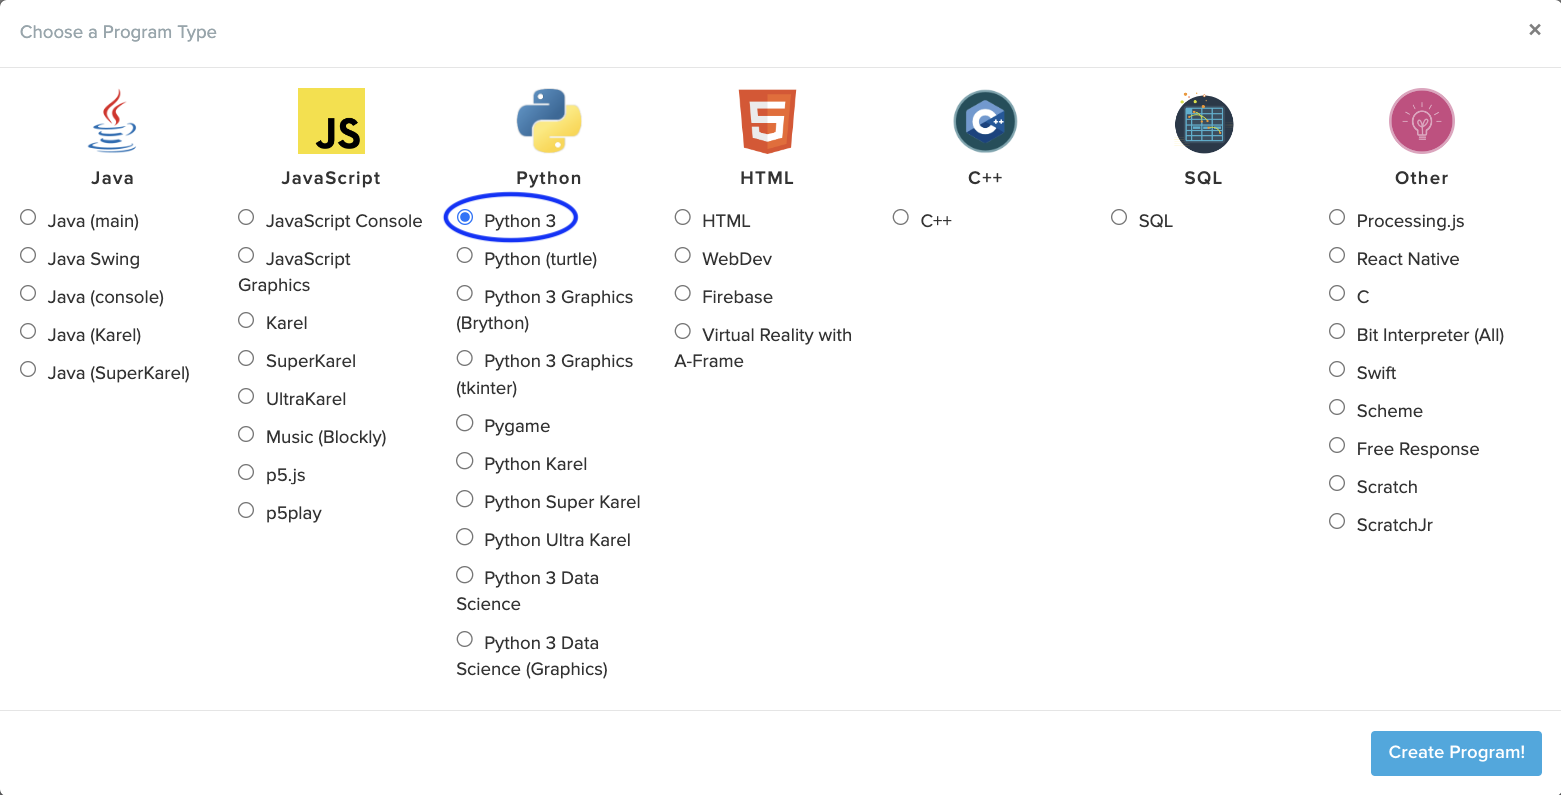 Choose a Program Type
×
JS
5
C++
Java
JavaScript
Python
HTML
C++
SQL
Other
Java (main)
Java Swing
Java (console)
Java (Karel)
Java (SuperKarel)
JavaScript Console
JavaScript
Graphics
Karel
SuperKarel
UltraKarel
Music (Blockly)
p5.js
p5play
Python 3
Python (turtle)
Python 3 Graphics
(Brython)
Python 3 Graphics
(tkinter)
Pygame
Python Karel
Python Super Karel
Python Ultra Karel
Python 3 Data
Science
Python 3 Data
Science (Graphics)
HTML
WebDev
Firebase
Virtual Reality with
A-Frame
C++
SQL
Processing.js
React Native
C
Bit Interpreter (All)
Swift
Scheme
Free Response
Scratch
ScratchJr
Create Program!